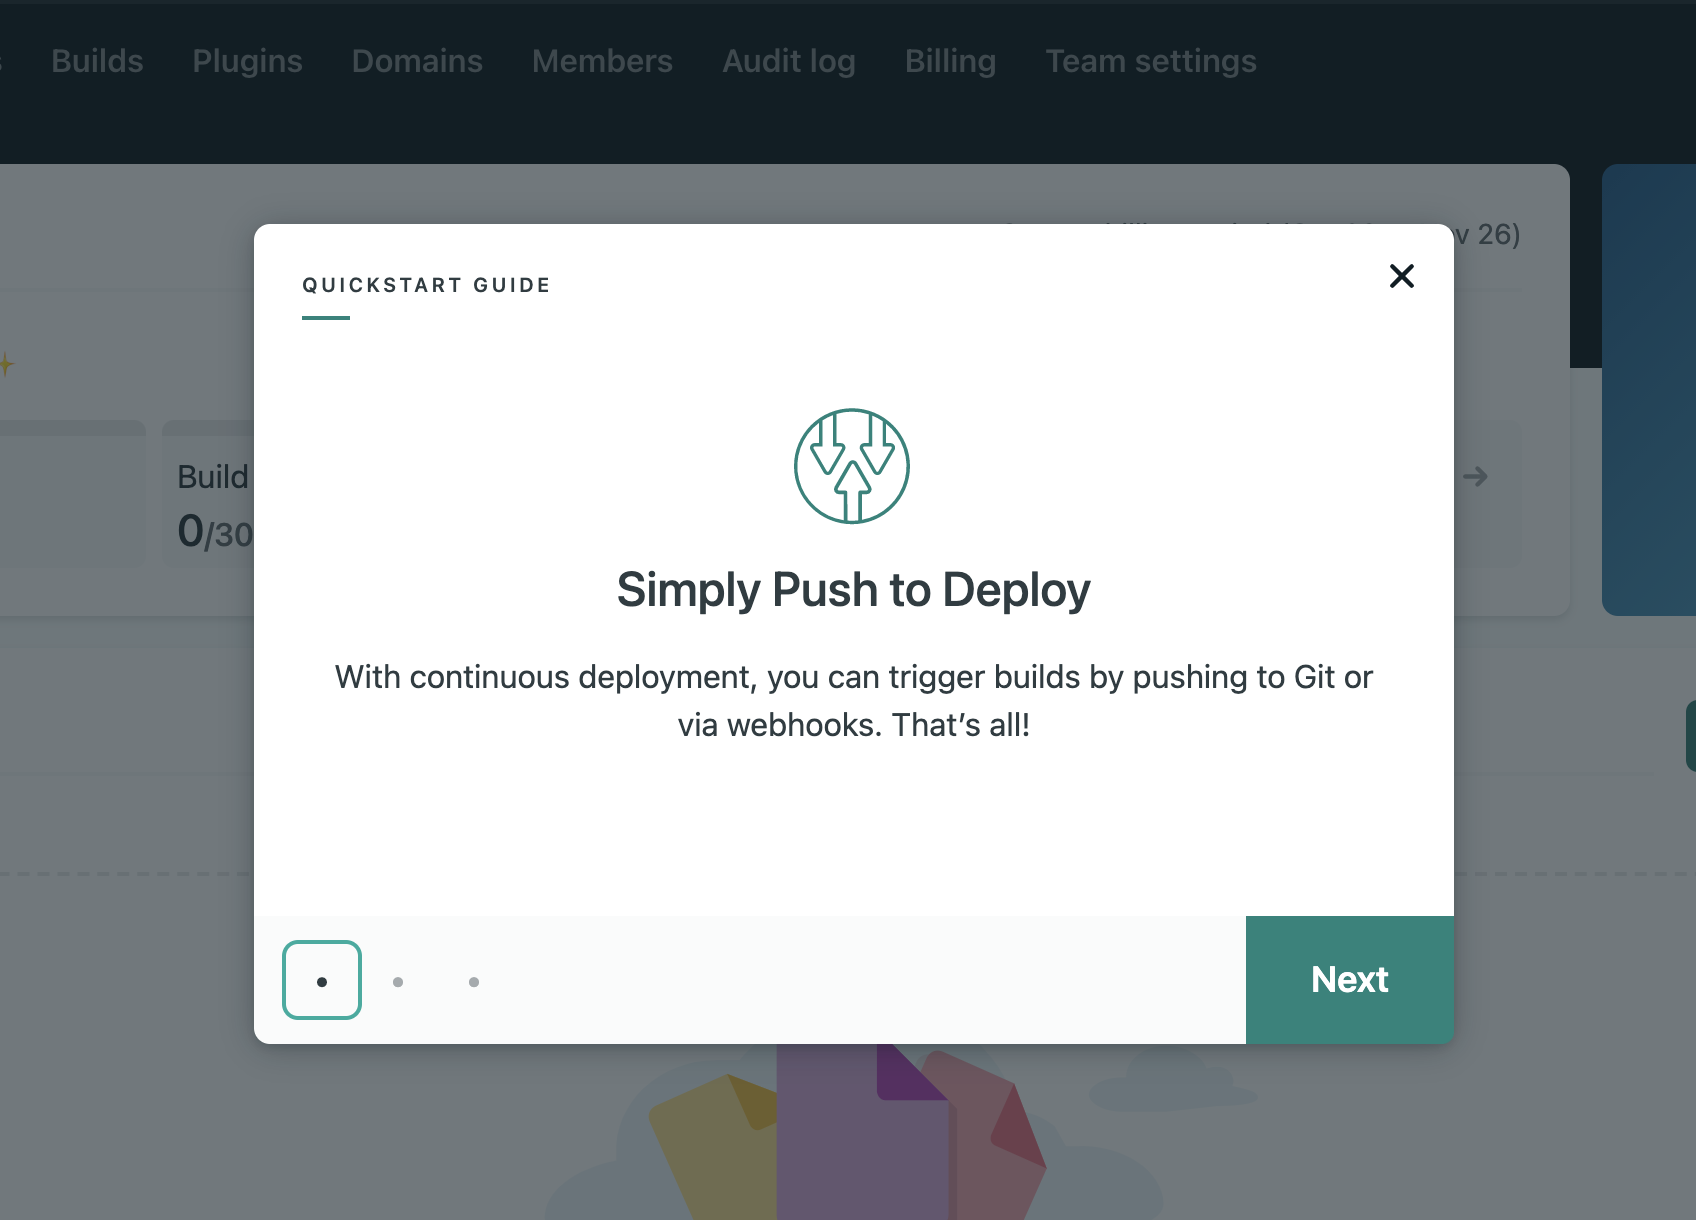 Builds Plugins Domains Members Audit log Billing Team settings
26)
QUICKSTART GUIDE
Build
0/30
Simply Push to Deploy
With continuous deployment, you can trigger builds by pushing to Git or
via webhooks. That’s all!
Next